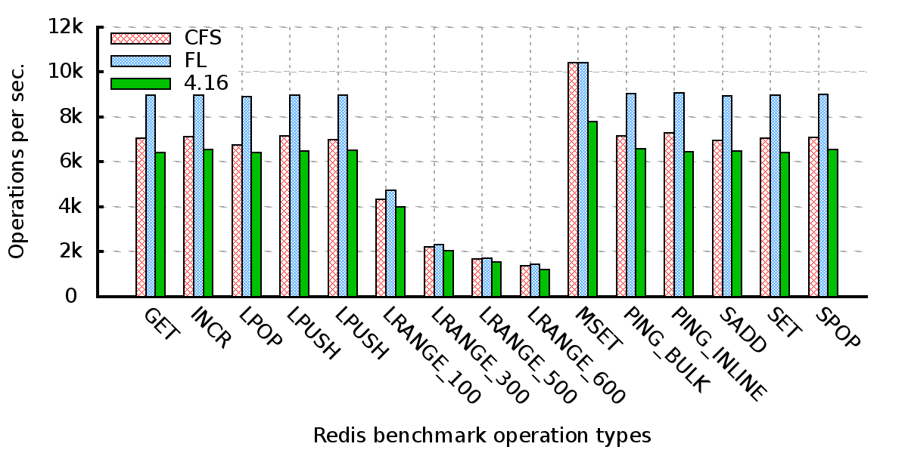 Operations per sec.
12k
10k
8k
6k
4k
2k
0
CFS
FL
4.16
GET
INCR
LPOP
LPUSH
LPUSH
LRANGE_100
LRANGE_300
LRANGE_500
LRANGE_600
MSET
PING_BULK
PING_INLINE
SADD
SET
SPOP
Redis benchmark operation types